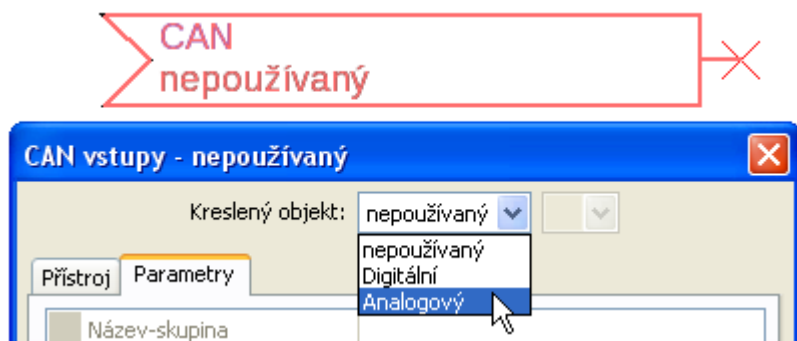 CAN
nepoužívaný
CAN vstupy - nepoužívaný
Kreslený objekt: nepoužívaný
nepoužívaný
Digitální
Analogový
Přístroj Parametry
Název-skupina